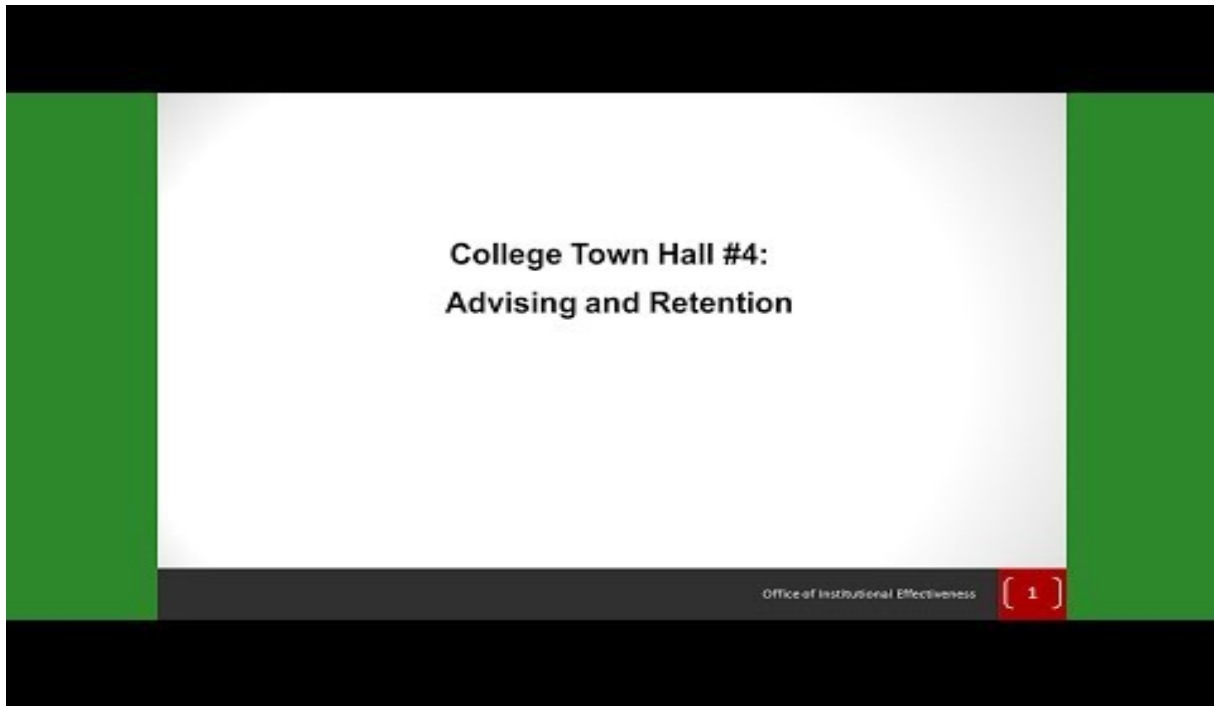 College Town Hall #4:
Advising and Retention
Office of Institutional Effectiveness
1